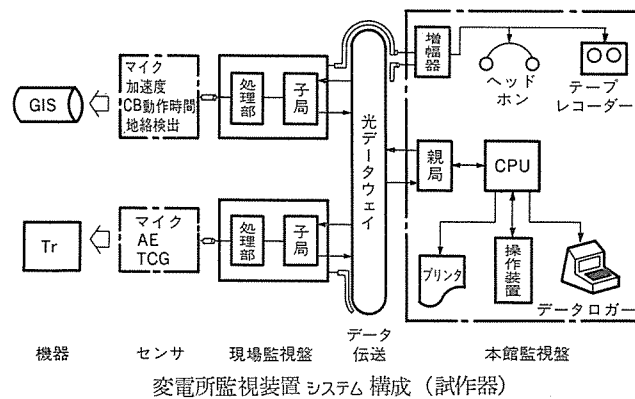 マイク
加速度
CB動作時間
地絡検出
GIS
処理部
子局
増幅器
ヘッドホン
テープレコーダー
光データウェイ
親局
CPU
マイク
AE
TCG
Tr
処理部
子局
プリンタ
操作装置
データロガー
機器
センサ
現場監視盤
データ伝送
本館監視盤
変電所監視装置システム構成（試作器）